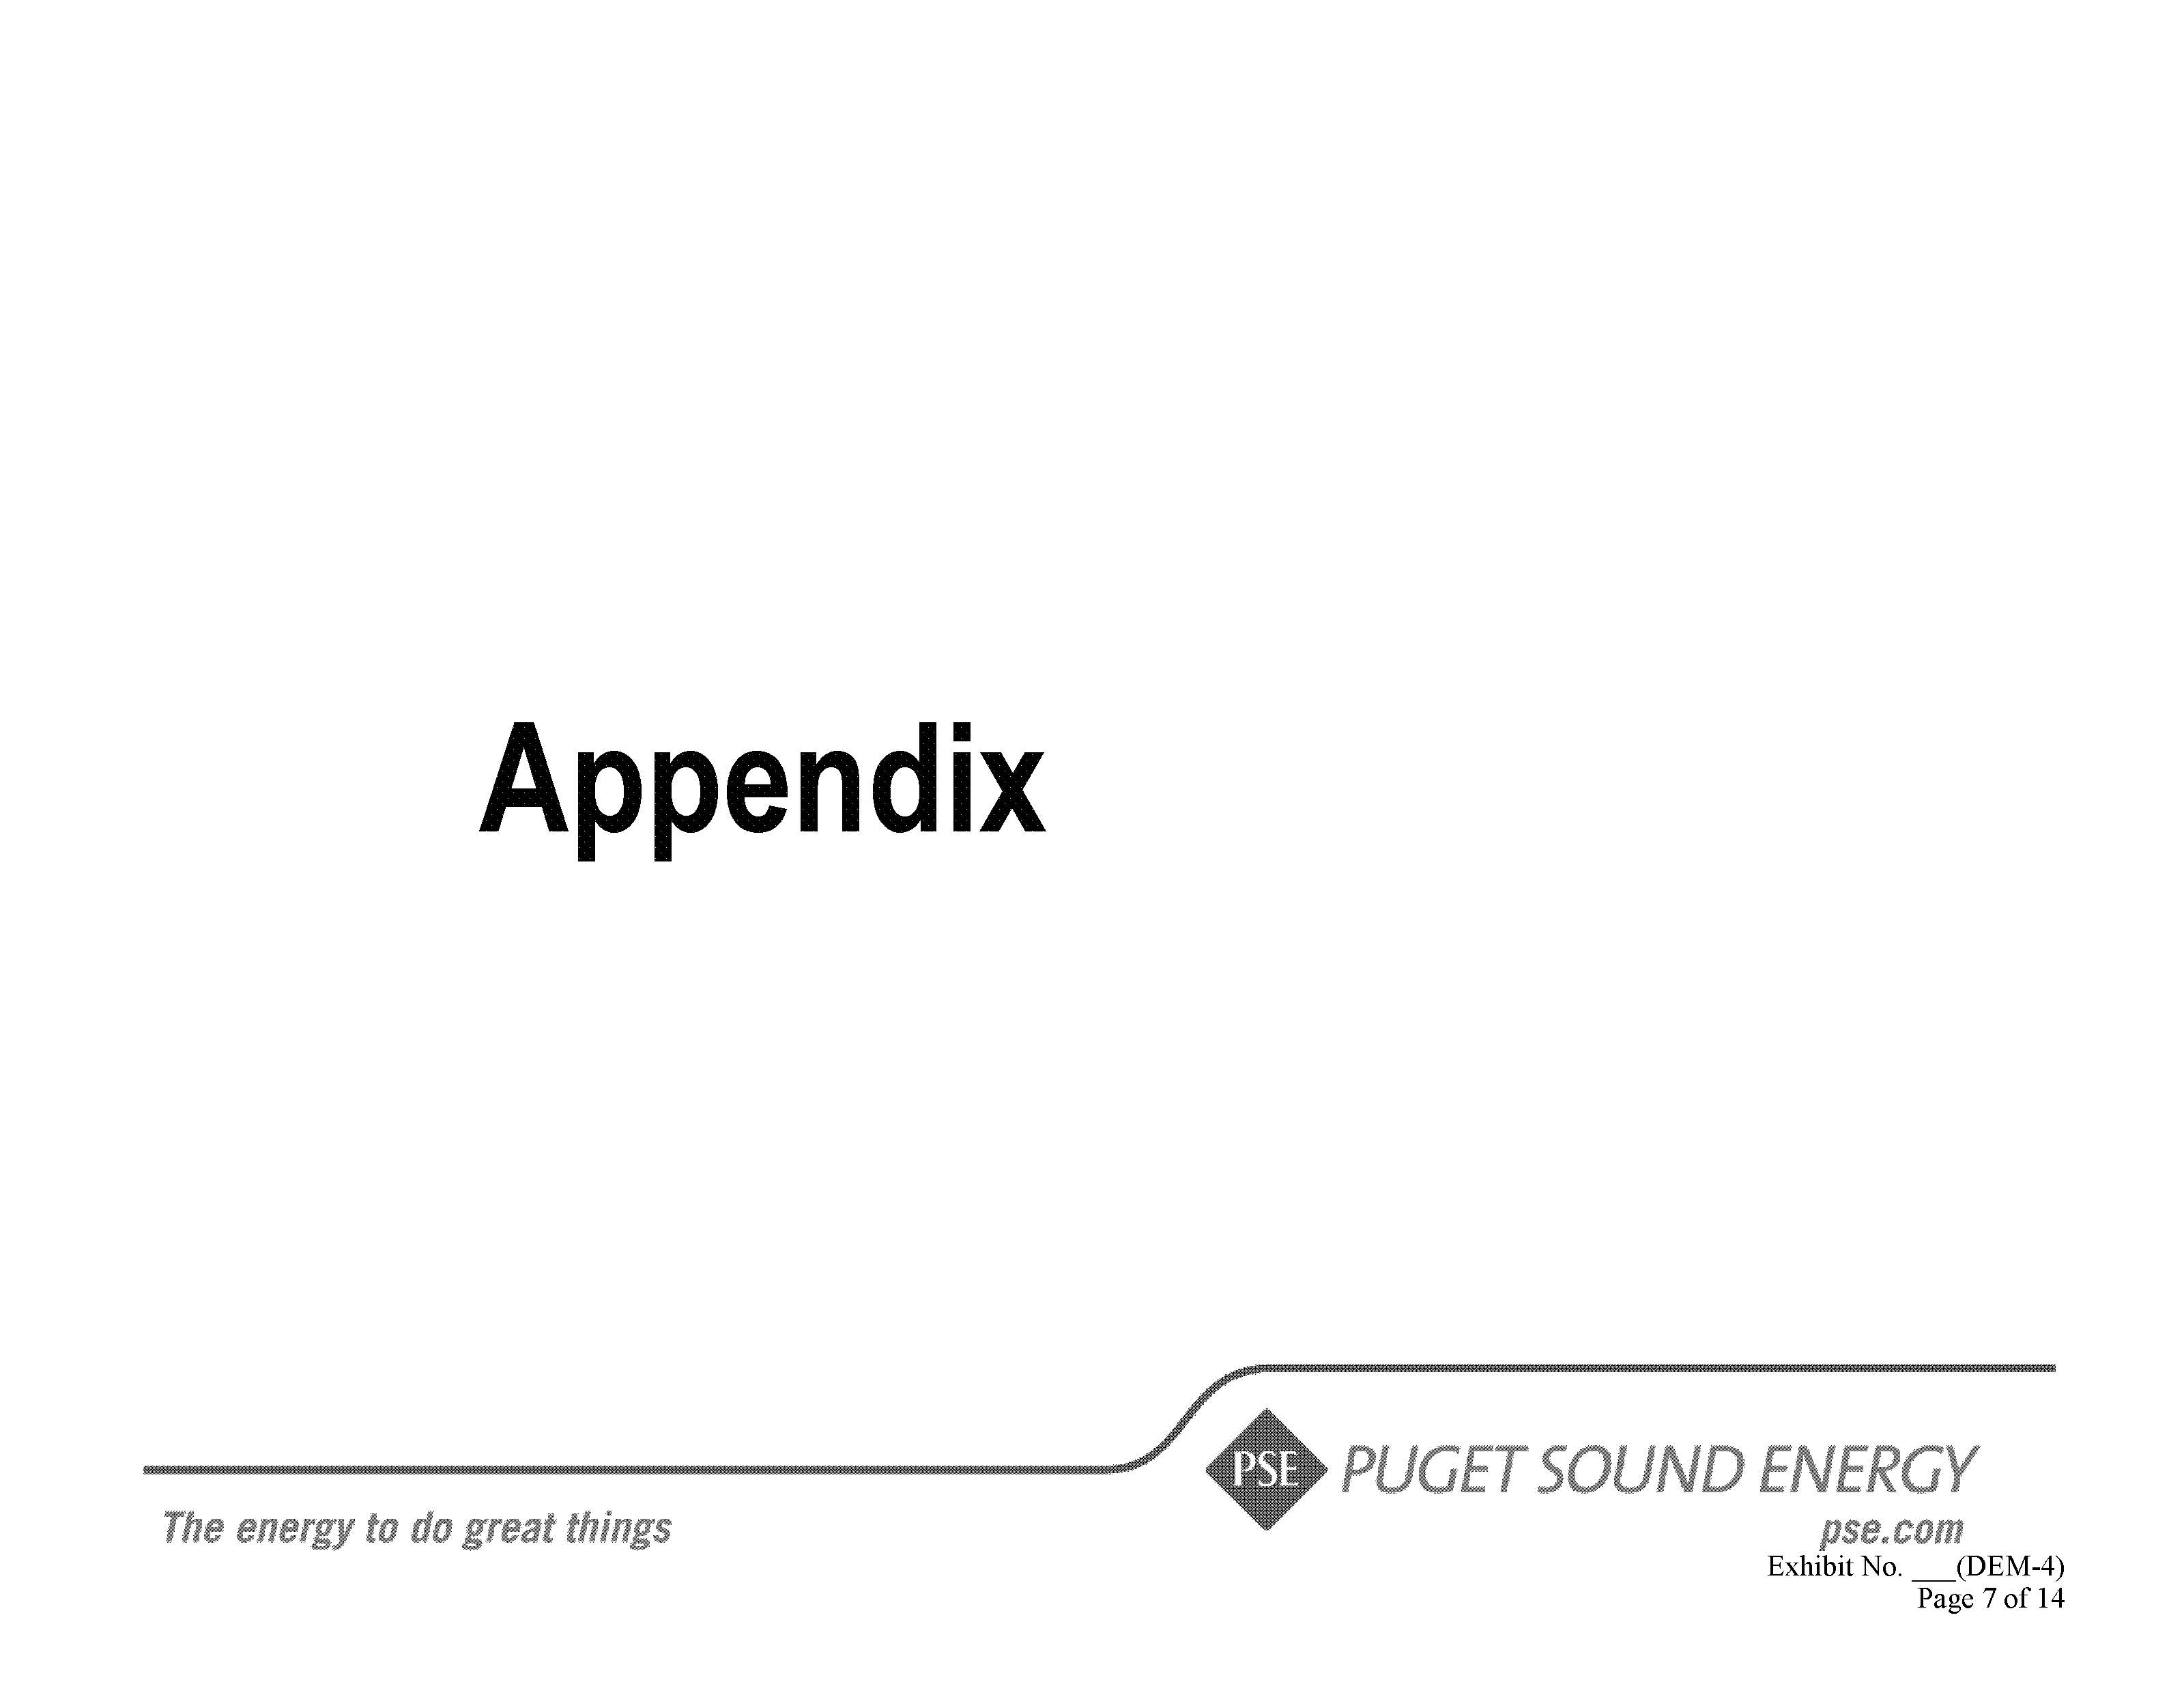 Appendix
PSE PUGET SOUND ENERGY
The energy to do great things
pse.com
Exhibit No. ___(DEM-4)
Page 7 of 14